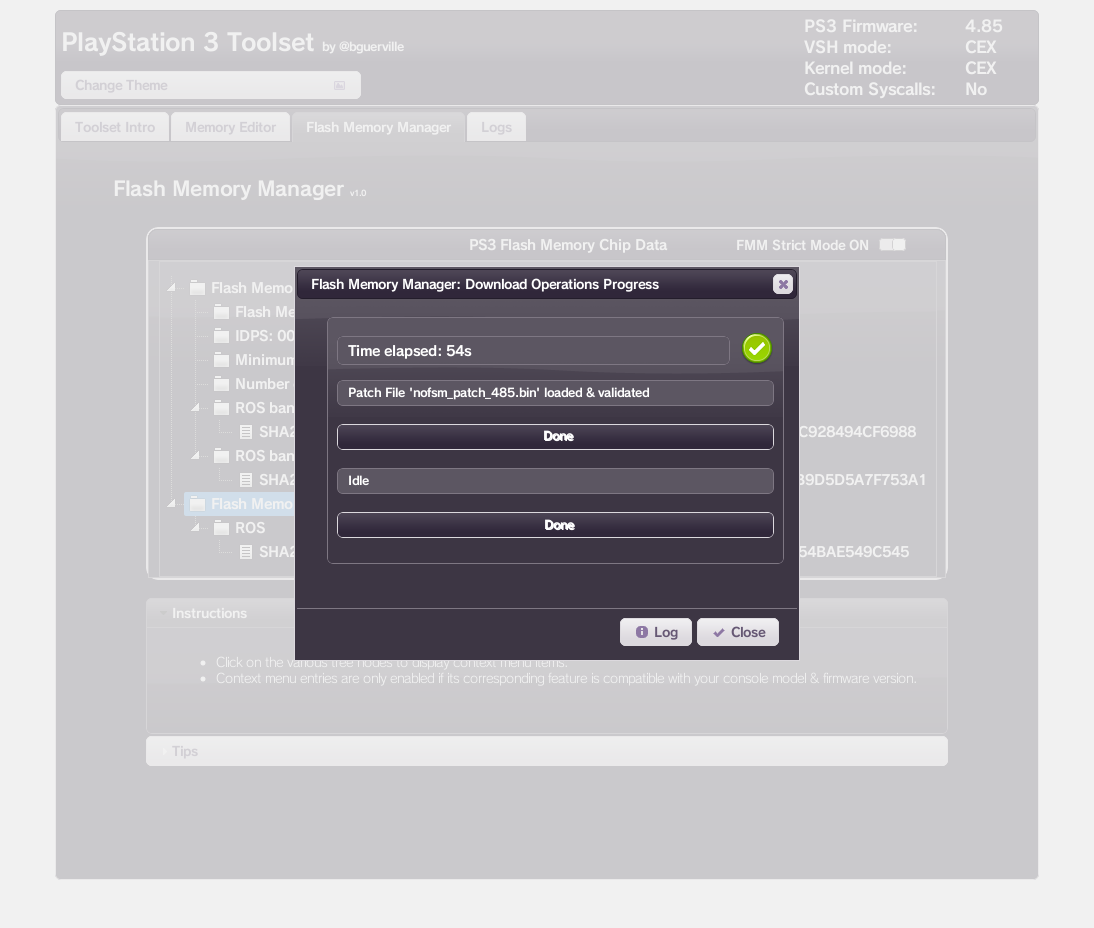 PlayStation 3 Toolset by @bguerville
PS3 Firmware: 4.85
VSH mode: CEX
Kernel mode: CEX
Custom Syscalls: No
Change Theme
Toolset Intro Memory Editor Flash Memory Manager Logs
Flash Memory Manager v1.0
PS3 Flash Memory Chip Data FMM Strict Mode ON
Flash Memory Manager: Download Operations Progress
Time elapsed: 54s
Patch File 'nofsm_patch_485.bin' loaded & validated
Done
Idle
Done
Log Close
Flash Memo
Flash Me
IDPS: 00
Minimum
Number
ROS ban
SHA2 C928494CF6988
ROS ban
SHA2 39D5D5A7F753A1
Flash Memo
ROS
SHA2 54BAE549C545
Instructions
Click on the various tree nodes to display context menu items.
Context menu entries are only enabled if its corresponding feature is compatible with your console model & firmware version.
Tips